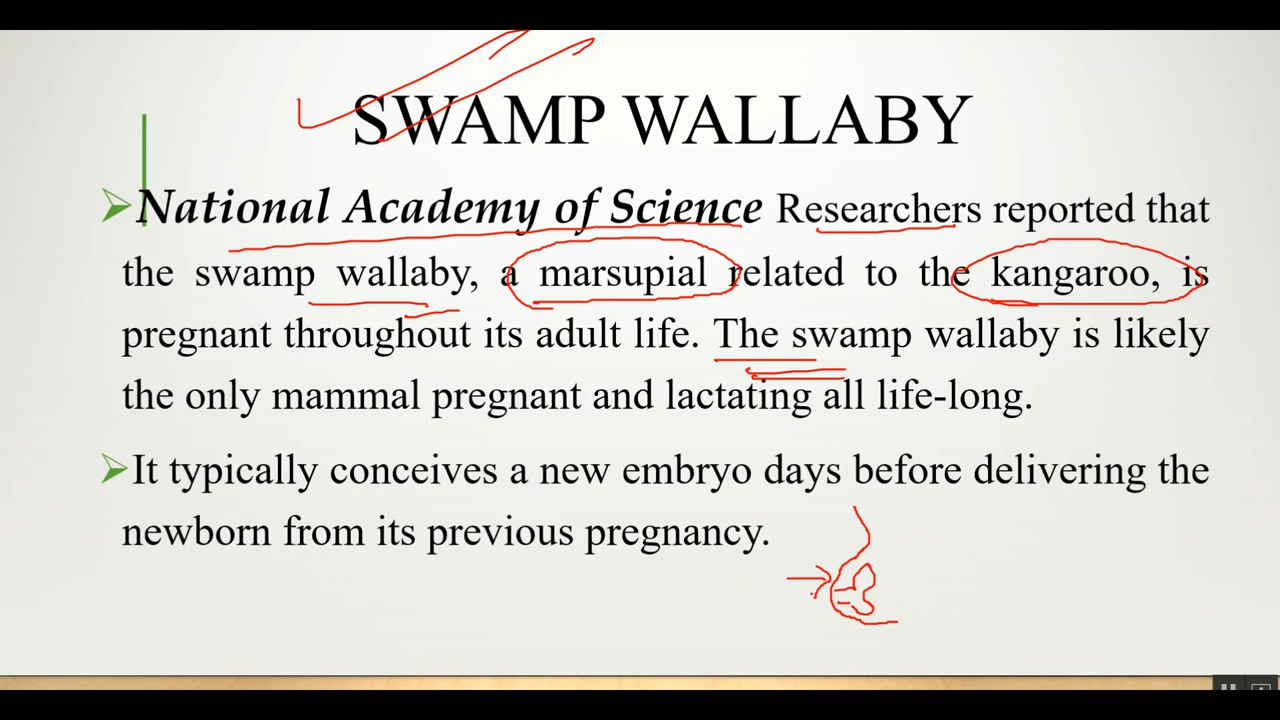 SWAMP WALLABY
National Academy of Science Researchers reported that
the swamp wallaby, a marsupial related to the kangaroo, is
pregnant throughout its adult life. The swamp wallaby is likely
the only mammal pregnant and lactating all life-long.
It typically conceives a new embryo days before delivering the
newborn from its previous pregnancy.